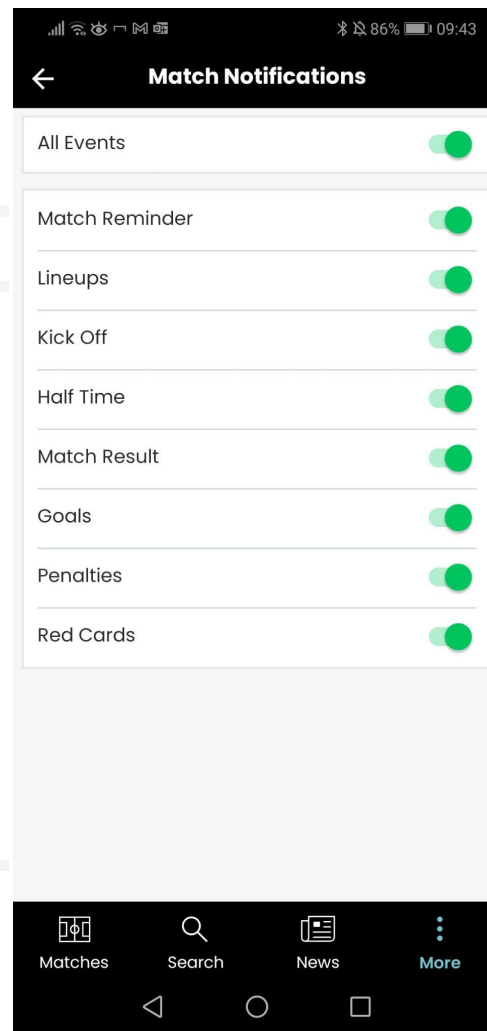 86% 09:43
Match Notifications
All Events
Match Reminder
Lineups
Kick Off
Half Time
Match Result
Goals
Penalties
Red Cards
Matches Search News More